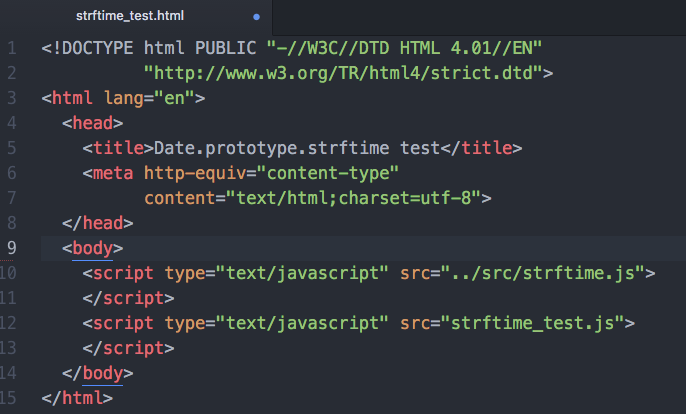 strftime_test.html
1 <!DOCTYPE html PUBLIC "-//W3C//DTD HTML 4.01//EN"
2 "http://www.w3.org/TR/html4/strict.dtd">
3 <html lang="en">
4 <head>
5 <title>Date.prototype.strftime test</title>
6 <meta http-equiv="content-type"
7 content="text/html;charset=utf-8">
8 </head>
9 <body>
10 <script type="text/javascript" src="../src/strftime.js">
11 </script>
12 <script type="text/javascript" src="strftime_test.js">
13 </script>
14 </body>
15 </html>